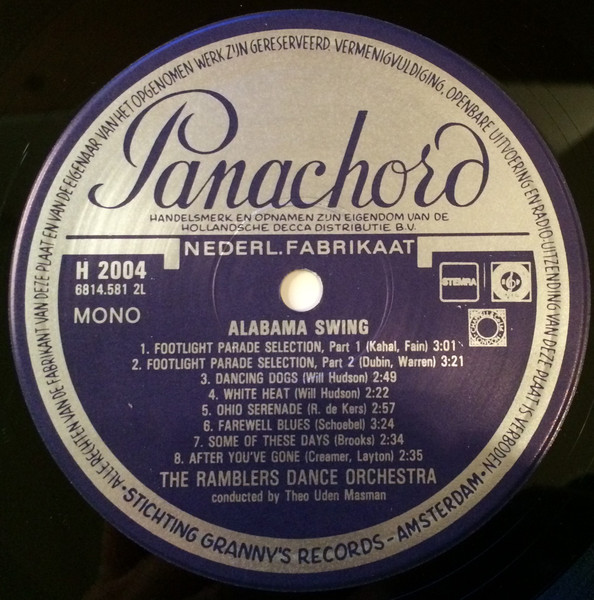 ALLE RECHTEN VAN DE FABRIKANT VAN DEZE PLAAT EN VAN DE EIGENAAR VAN HET OPGENOMEN WERK ZIJN GERESERVEERD. VERMENIGVULDIGING, OPENBARE UITVOERING EN RADIO-UITZENDING VAN DEZE PLAAT IS VERBODEN
Panachord
HANDELSMERK EN OPNAMEN ZIJN EIGENDOM VAN DE
HOLLANDSCHE DECCA DISTRIBUTIE B.V.
NEDERL. FABRIKAAT
H 2004
6814.581 2L
MONO
STEMRA
ALABAMA SWING
1. FOOTLIGHT PARADE SELECTION, Part 1 (Kahal, Fain) 3:01
2. FOOTLIGHT PARADE SELECTION, Part 2 (Dubin, Warren) 3:21
3. DANCING DOGS (Will Hudson) 2:49
4. WHITE HEAT (Will Hudson) 2:22
5. OHIO SERENADE (R. de Kers) 2:57
6. FAREWELL BLUES (Schoebel) 3:24
7. SOME OF THESE DAYS (Brooks) 2:34
8. AFTER YOU'VE GONE (Creamer, Layton) 2:35
THE RAMBLERS DANCE ORCHESTRA
conducted by Theo Uden Masman
• STICHTING GRANNY'S RECORDS - AMSTERDAM •